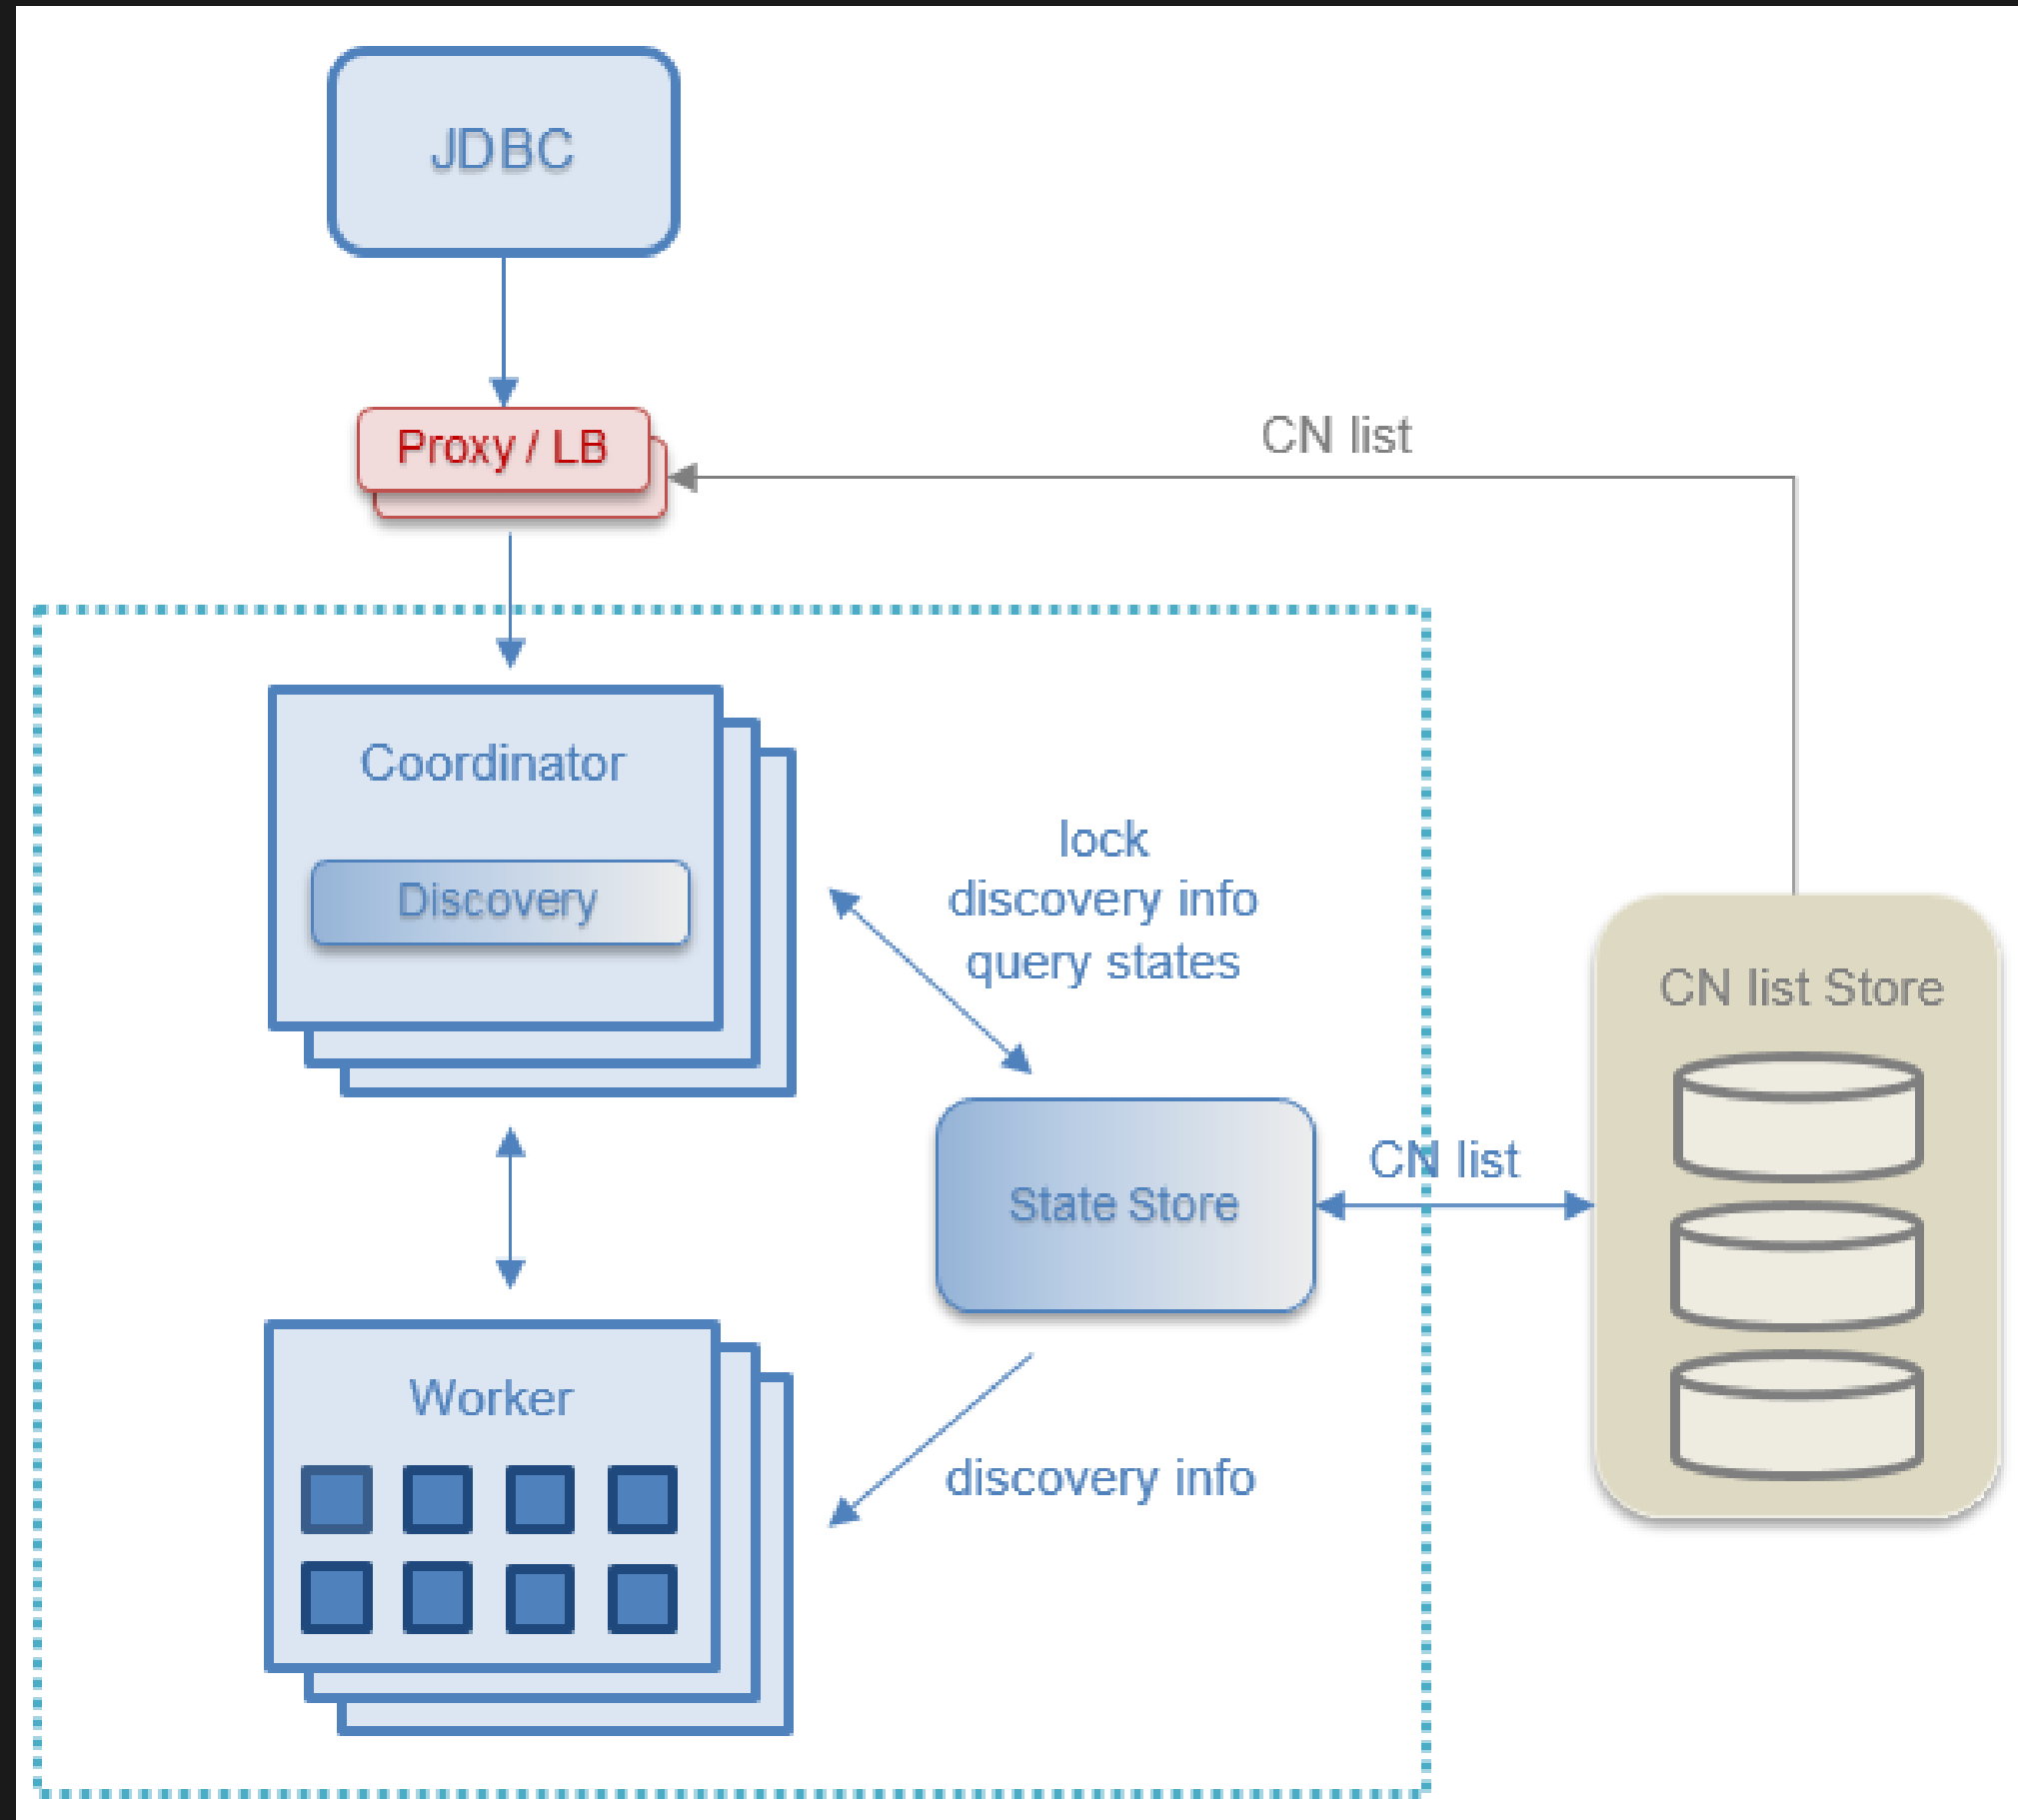 JDBC
Proxy / LB
CN list
Coordinator
Discovery
lock
discovery info
query states
CN list Store
CN list
State Store
Worker
discovery info